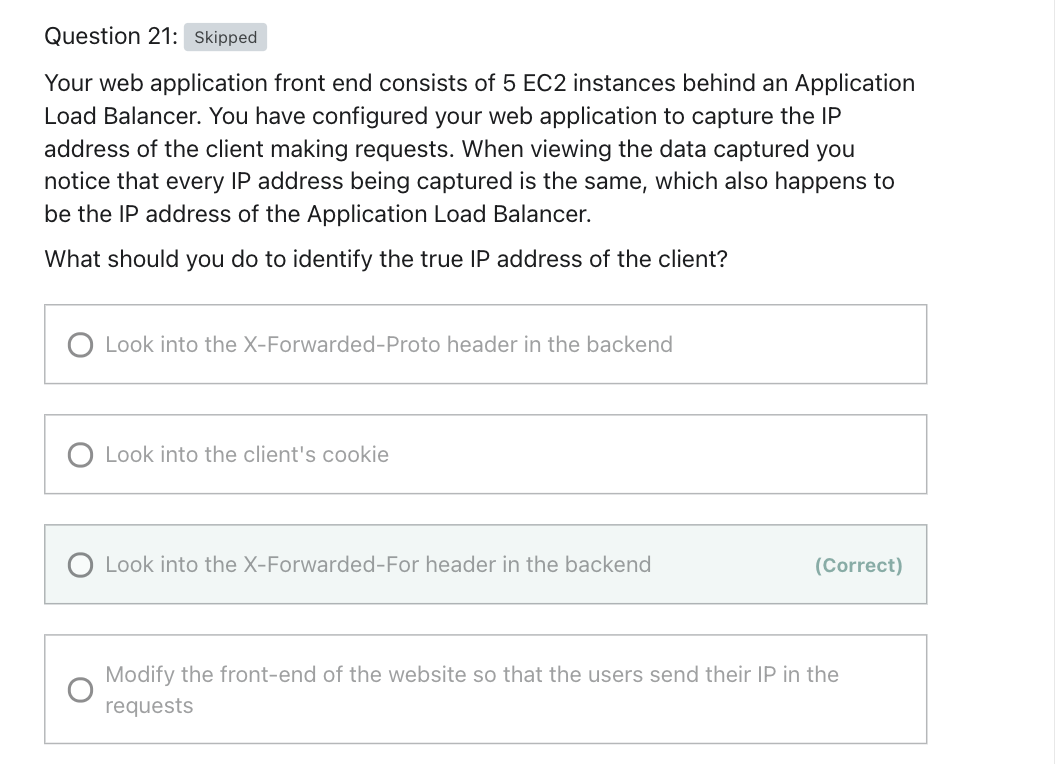 Question 21: Skipped
Your web application front end consists of 5 EC2 instances behind an Application
Load Balancer. You have configured your web application to capture the IP
address of the client making requests. When viewing the data captured you
notice that every IP address being captured is the same, which also happens to
be the IP address of the Application Load Balancer.
What should you do to identify the true IP address of the client?
Look into the X-Forwarded-Proto header in the backend
Look into the client's cookie
Look into the X-Forwarded-For header in the backend (Correct)
Modify the front-end of the website so that the users send their IP in the
requests